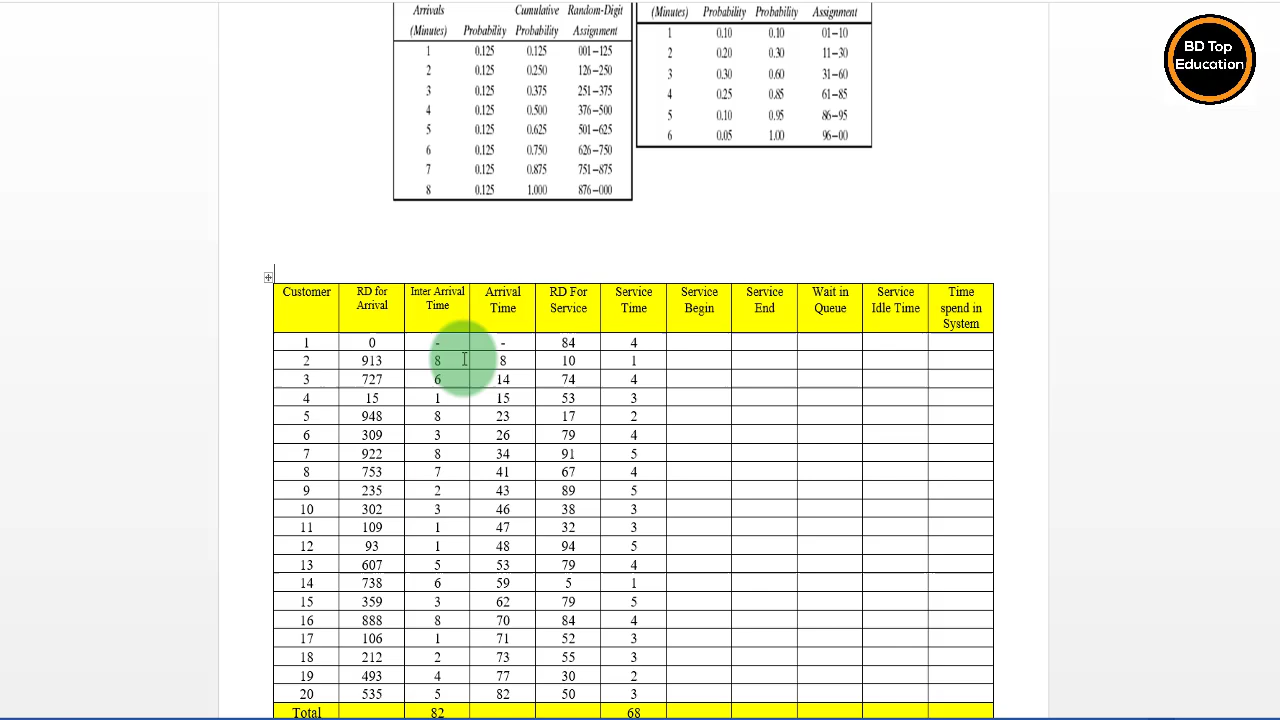 Arrivals Cumulative Random-Digit
(Minutes) Probability Probability Assignment
1 0.125 0.125 001–125
2 0.125 0.250 126–250
3 0.125 0.375 251–375
4 0.125 0.500 376–500
5 0.125 0.625 501–625
6 0.125 0.750 626–750
7 0.125 0.875 751–875
8 0.125 1.000 876–000
(Minutes) Probability Probability Assignment
1 0.10 0.10 01–10
2 0.20 0.30 11–30
3 0.30 0.60 31–60
4 0.25 0.85 61–85
5 0.10 0.95 86–95
6 0.05 1.00 96–00
BD Top
Education
Customer RD for Inter Arrival Arrival RD For Service Service Service Wait in Service Time
Arrival Time Time Service Time Begin End Queue Idle Time spend in
System
1 0 - - 84 4
2 913 8 8 10 1
3 727 6 14 74 4
4 15 1 15 53 3
5 948 8 23 17 2
6 309 3 26 79 4
7 922 8 34 91 5
8 753 7 41 67 4
9 235 2 43 89 5
10 302 3 46 38 3
11 109 1 47 32 3
12 93 1 48 94 5
13 607 5 53 79 4
14 738 6 59 5 1
15 359 3 62 79 5
16 888 8 70 84 4
17 106 1 71 52 3
18 212 2 73 55 3
19 493 4 77 30 2
20 535 5 82 50 3
Total 82 68